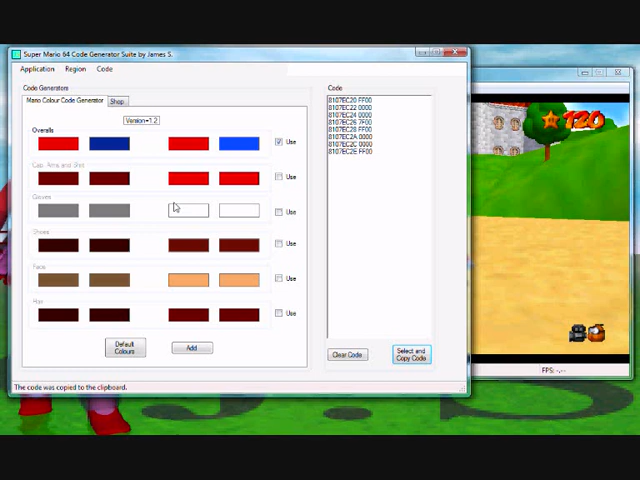 Super Mario 64 Code Generator Suite by James S.
Application Region Code
Code Generators
Mario Colour Code Generator Shop
Version=1.2
Overalls
Use
Cap, Arms and Shirt
Use
Gloves
Use
Shoes
Use
Face
Use
Hair
Use
Default
Colours
Add
Code
8107EC20 FF00
8107EC22 0000
8107EC24 0000
8107EC26 7F00
8107EC28 FF00
8107EC2A 0000
8107EC2C 0000
8107EC2E FF00
Clear Code
Select and
Copy Code
The code was copied to the clipboard.
120
FPS: -.--